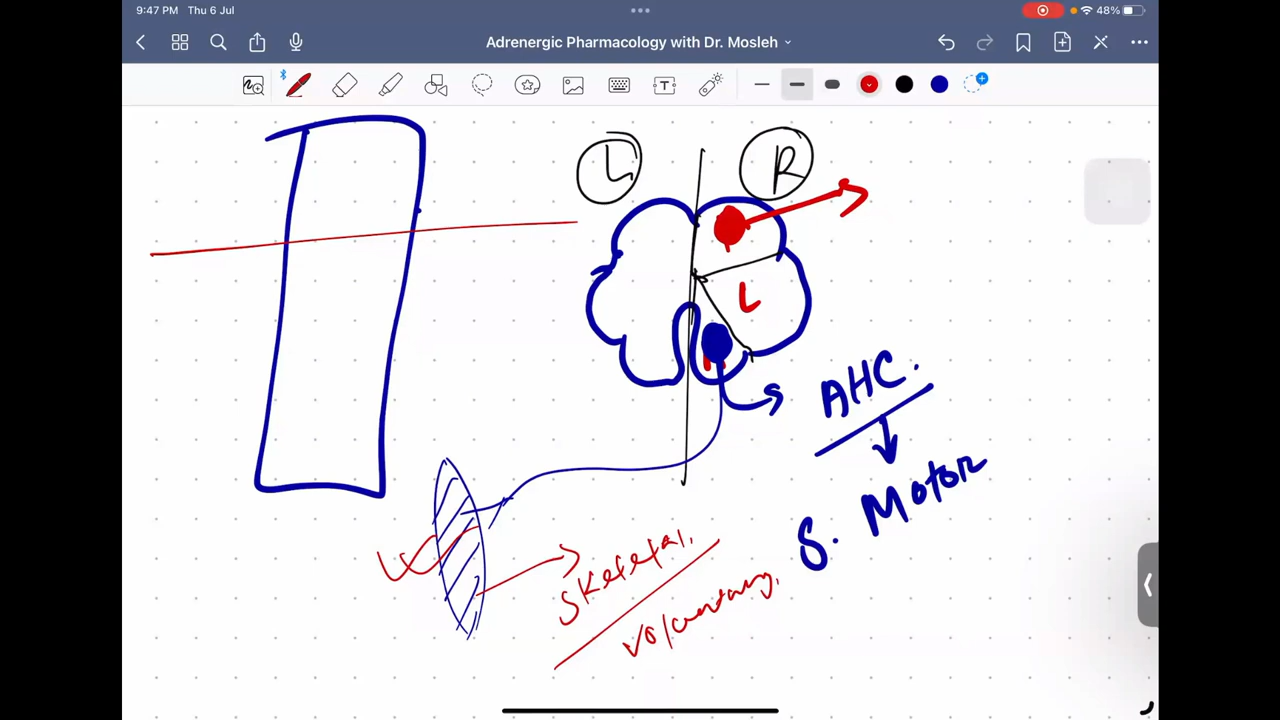 9:47 PM Thu 6 Jul
48%
Adrenergic Pharmacology with Dr. Mosleh
T
L
R
L
AHC.
S. Motor
Skeletal.
voluntary.